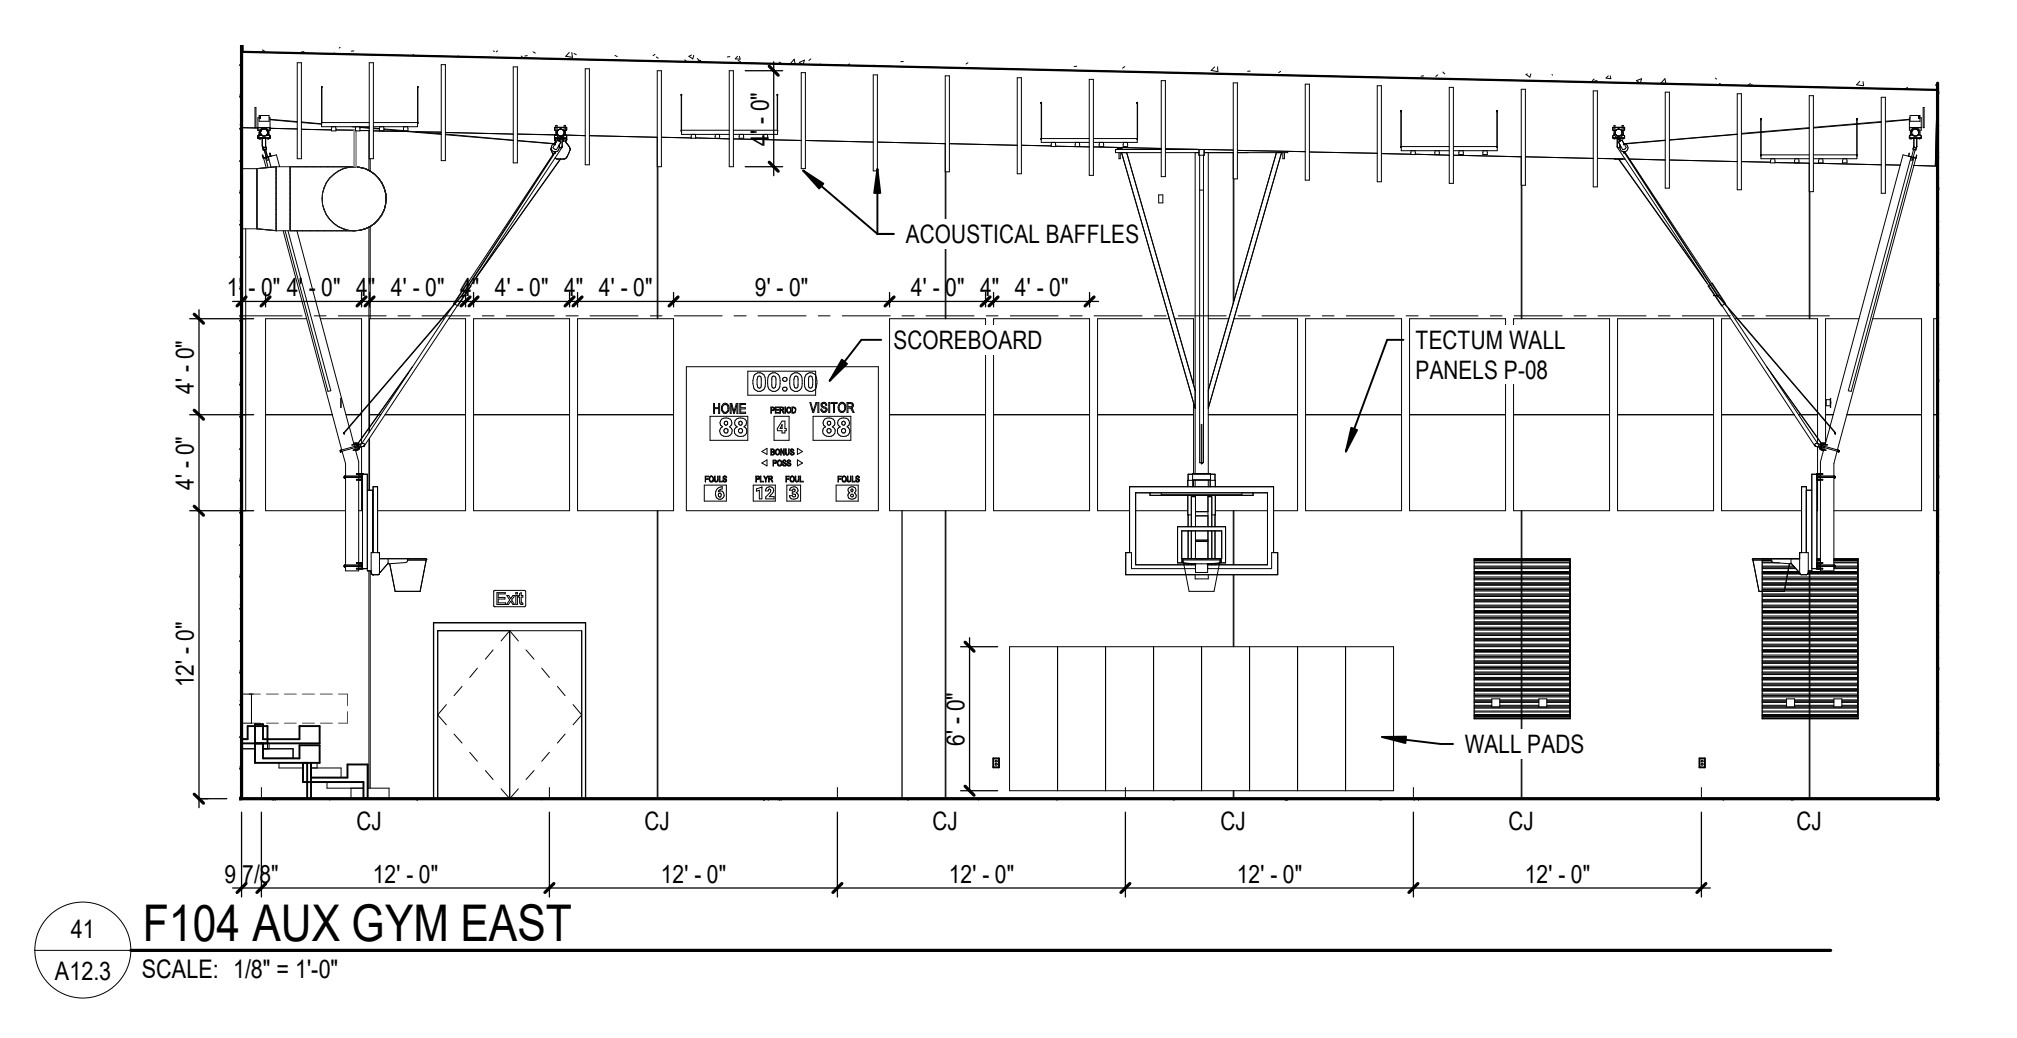 4' - 0"
ACOUSTICAL BAFFLES
1' - 0" 4' - 0" 4" 4' - 0" 4" 4' - 0" 4" 4' - 0" 9' - 0" 4' - 0" 4" 4' - 0"
4' - 0"
SCOREBOARD
TECTUM WALL
PANELS P-08
00:00
HOME PERIOD VISITOR
88 4 88
BONUS
POSS
FOULS PLYR FOUL FOULS
6 12 3 8
4' - 0"
Exit
12' - 0"
6' - 0"
WALL PADS
CJ CJ CJ CJ CJ CJ
9 7/8" 12' - 0" 12' - 0" 12' - 0" 12' - 0" 12' - 0"
41
F104 AUX GYM EAST
A12.3
SCALE: 1/8" = 1'-0"